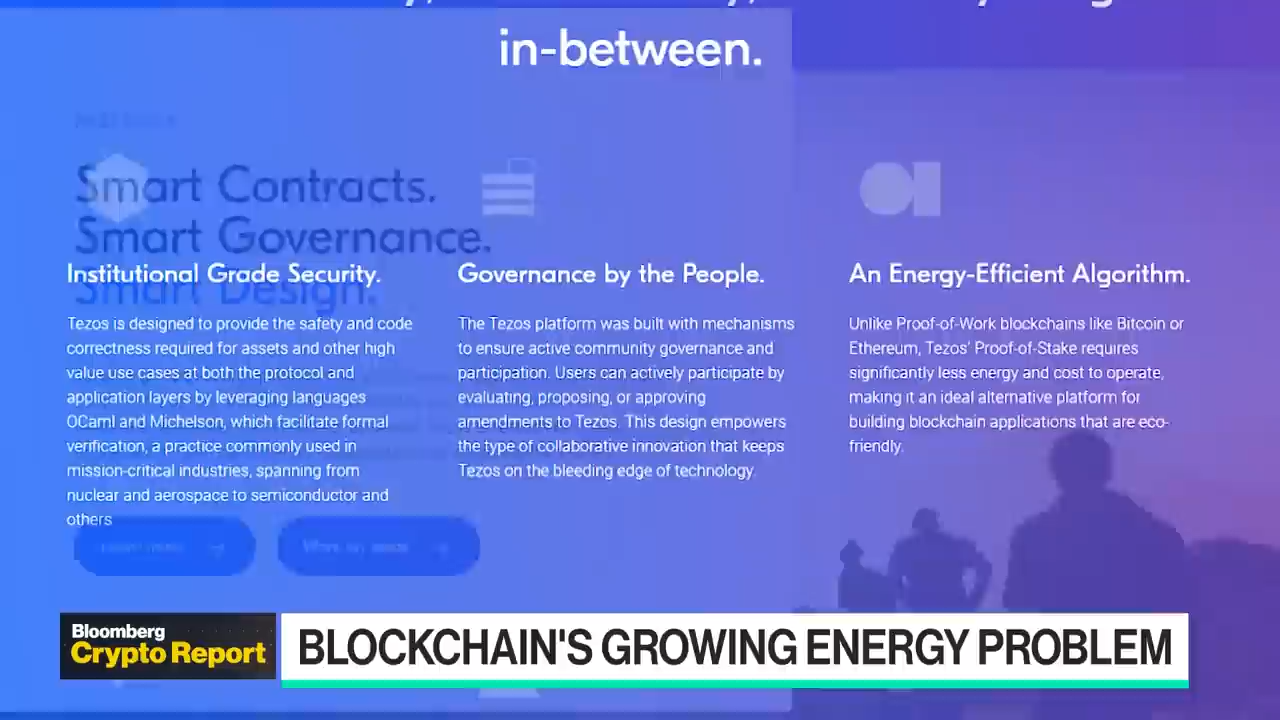 in-between.
Smart Contracts.
Smart Governance.
Smart Design.
Institutional Grade Security.
Tezos is designed to provide the safety and code
correctness required for assets and other high
value use cases at both the protocol and
application layers by leveraging languages
OCaml and Michelson, which facilitate formal
verification, a practice commonly used in
mission-critical industries, spanning from
nuclear and aerospace to semiconductor and
others
Governance by the People.
The Tezos platform was built with mechanisms
to ensure active community governance and
participation. Users can actively participate by
evaluating, proposing, or approving
amendments to Tezos. This design empowers
the type of collaborative innovation that keeps
Tezos on the bleeding edge of technology.
An Energy-Efficient Algorithm.
Unlike Proof-of-Work blockchains like Bitcoin or
Ethereum, Tezos' Proof-of-Stake requires
significantly less energy and cost to operate,
making it an ideal alternative platform for
building blockchain applications that are eco-
friendly.
Bloomberg
Crypto Report
BLOCKCHAIN'S GROWING ENERGY PROBLEM